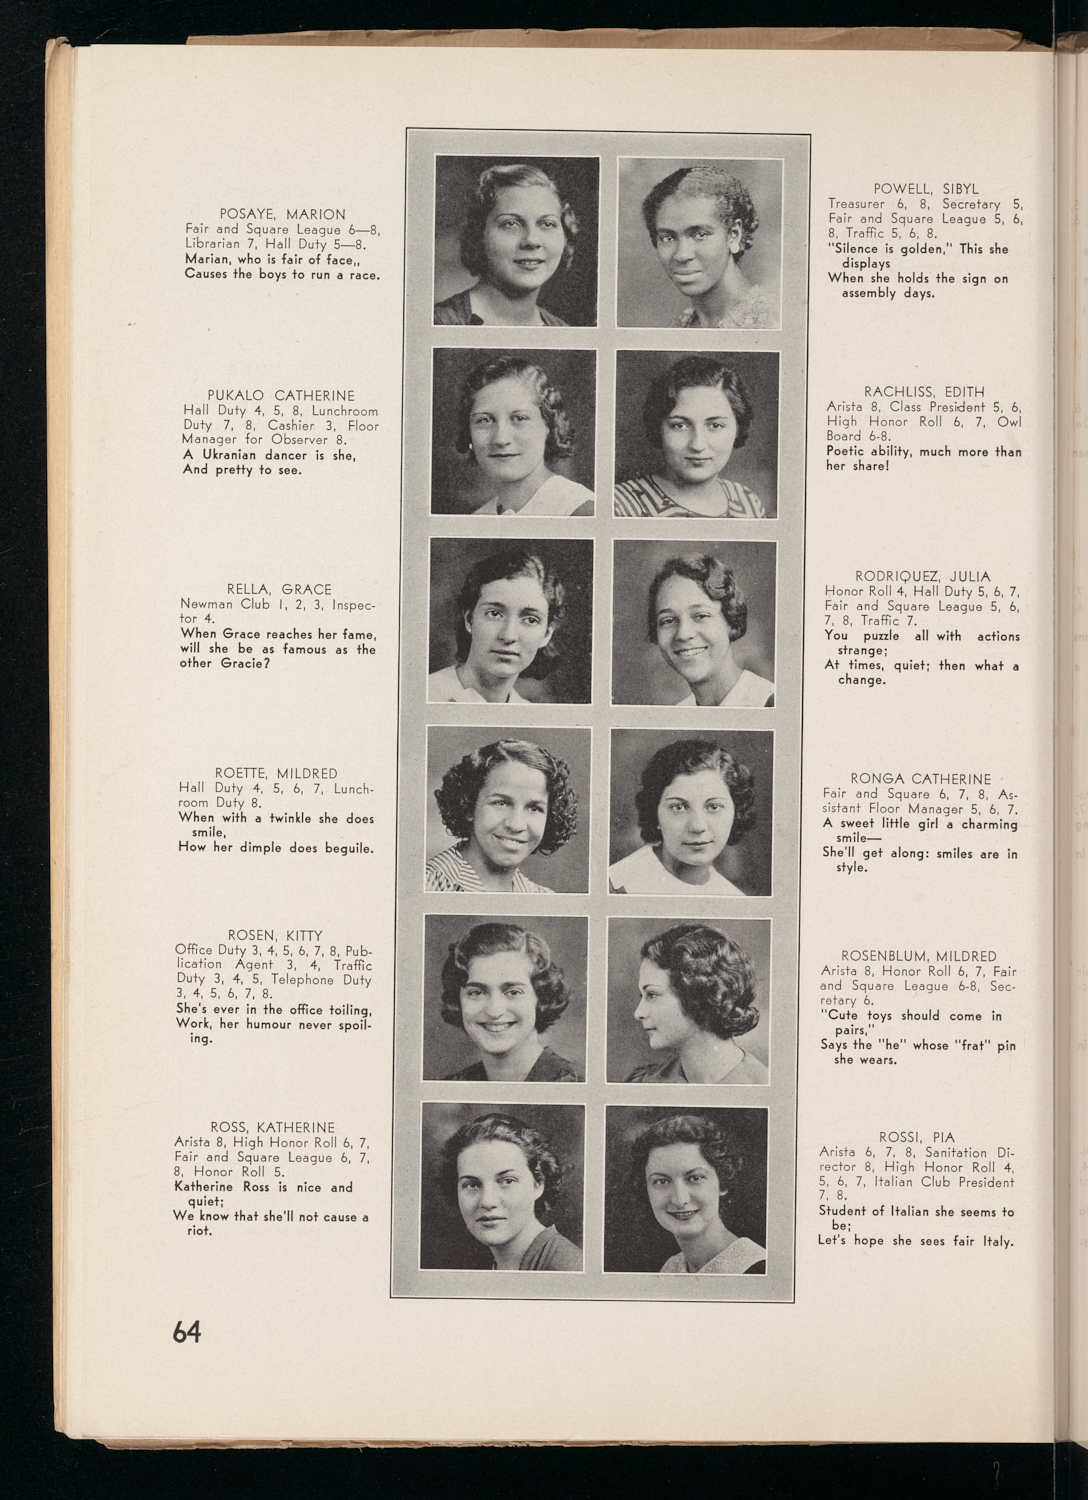 POSAYE, MARION
Fair and Square League 6—8,
Librarian 7, Hall Duty 5—8.
Marian, who is fair of face,,
Causes the boys to run a race.
POWELL, SIBYL
Treasurer 6, 8, Secretary 5,
Fair and Square League 5, 6,
8, Traffic 5, 6, 8.
"Silence is golden," This she
displays
When she holds the sign on
assembly days.
PUKALO CATHERINE
Hall Duty 4, 5, 8, Lunchroom
Duty 7, 8, Cashier 3, Floor
Manager for Observer 8.
A Ukranian dancer is she,
And pretty to see.
RACHLISS, EDITH
Arista 8, Class President 5, 6,
High Honor Roll 6, 7, Owl
Board 6-8.
Poetic ability, much more than
her share!
RELLA, GRACE
Newman Club 1, 2, 3, Inspec-
tor 4.
When Grace reaches her fame,
will she be as famous as the
other Gracie?
RODRIQUEZ, JULIA
Honor Roll 4, Hall Duty 5, 6, 7,
Fair and Square League 5, 6,
7, 8, Traffic 7.
You puzzle all with actions
strange;
At times, quiet; then what a
change.
ROETTE, MILDRED
Hall Duty 4, 5, 6, 7, Lunch-
room Duty 8.
When with a twinkle she does
smile,
How her dimple does beguile.
RONGA CATHERINE
Fair and Square 6, 7, 8, As-
sistant Floor Manager 5, 6, 7.
A sweet little girl a charming
smile—
She'll get along: smiles are in
style.
ROSEN, KITTY
Office Duty 3, 4, 5, 6, 7, 8, Pub-
lication Agent 3, 4, Traffic
Duty 3, 4, 5, Telephone Duty
3, 4, 5, 6, 7, 8.
She's ever in the office toiling,
Work, her humour never spoil-
ing.
ROSENBLUM, MILDRED
Arista 8, Honor Roll 6, 7, Fair
and Square League 6-8, Sec-
retary 6.
"Cute toys should come in
pairs,"
Says the "he" whose "frat" pin
she wears.
ROSS, KATHERINE
Arista 8, High Honor Roll 6, 7,
Fair and Square League 6, 7,
8, Honor Roll 5.
Katherine Ross is nice and
quiet;
We know that she'll not cause a
riot.
ROSSI, PIA
Arista 6, 7, 8, Sanitation Di-
rector 8, High Honor Roll 4,
5, 6, 7, Italian Club President
7, 8.
Student of Italian she seems to
be;
Let's hope she sees fair Italy.
64